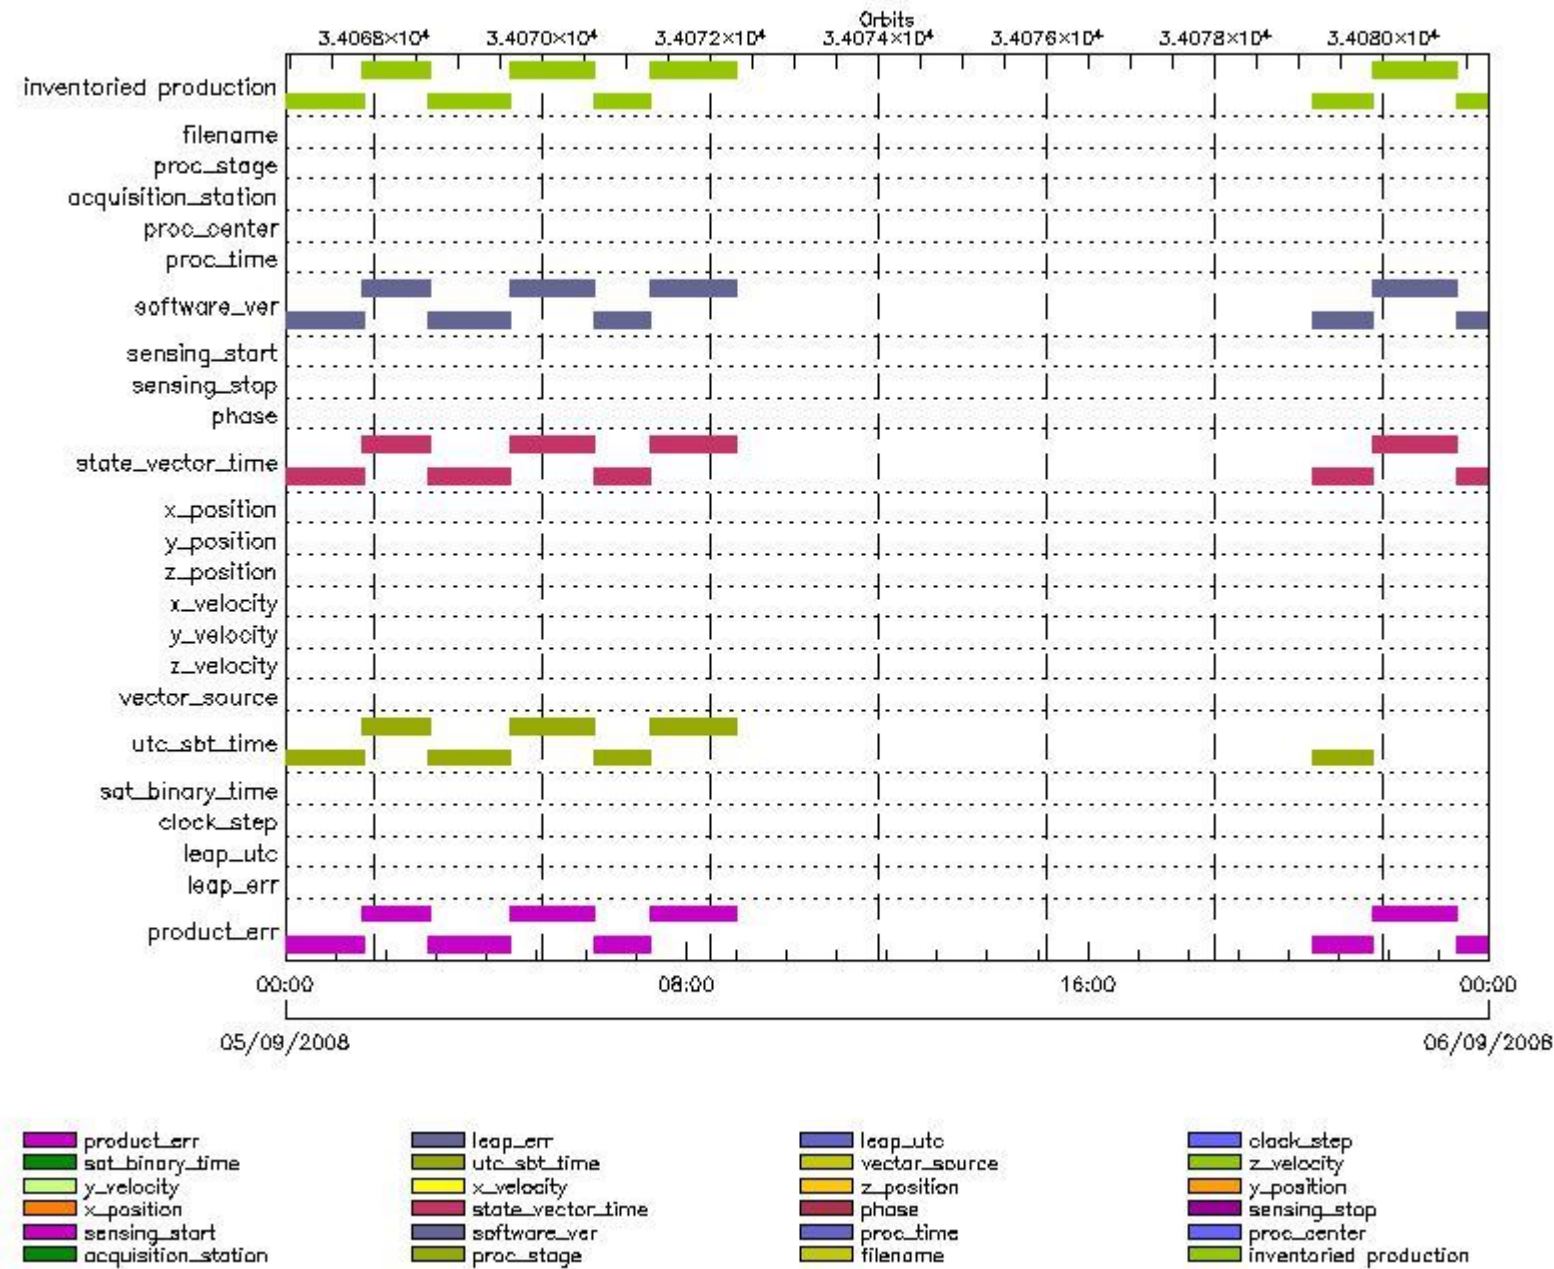 Orbits
3.4068×10⁴ 3.4070×10⁴ 3.4072×10⁴ 3.4074×10⁴ 3.4076×10⁴ 3.4078×10⁴ 3.4080×10⁴
inventoried production
filename
proc_stage
acquisition_station
proc_center
proc_time
software_ver
sensing_start
sensing_stop
phase
state_vector_time
x_position
y_position
z_position
x_velocity
y_velocity
z_velocity
vector_source
utc_sbt_time
sat_binary_time
clock_step
leap_utc
leap_err
product_err
00:00 08:00 16:00 00:00
05/09/2008 06/09/2008
product_err leap_err leap_utc clock_step
sat_binary_time utc_sbt_time vector_source z_velocity
y_velocity x_velocity z_position y_position
x_position state_vector_time phase sensing_stop
sensing_start software_ver proc_time proc_center
acquisition_station proc_stage filename inventoried production